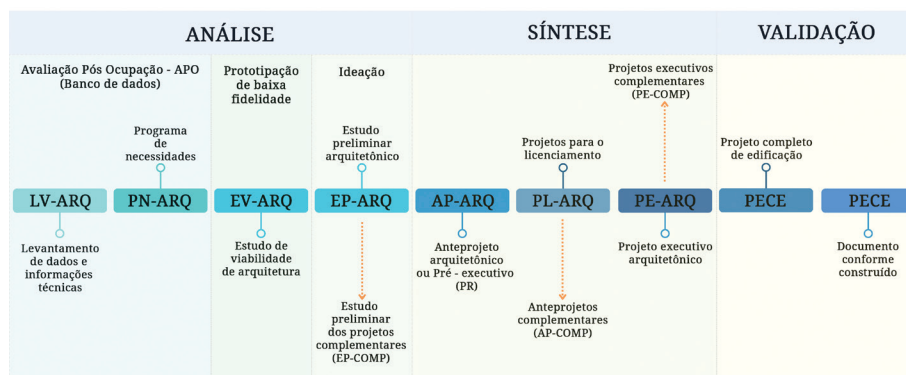 ANÁLISE
SÍNTESE
VALIDAÇÃO
Avaliação Pós Ocupação - APO
(Banco de dados)
Prototipação
de baixa
fidelidade
Ideação
Projetos executivos
complementares
(PE-COMP)
Programa
de
necessidades
Estudo
preliminar
arquitetônico
Projetos para o
licenciamento
Projeto completo
de edificação
LV-ARQ
PN-ARQ
EV-ARQ
EP-ARQ
AP-ARQ
PL-ARQ
PE-ARQ
PECE
PECE
Levantamento
de dados e
informações
técnicas
Estudo de
viabilidade
de arquitetura
Anteprojeto
arquitetônico
ou Pré - executivo
(PR)
Projeto executivo
arquitetônico
Documento
conforme
construído
Estudo
preliminar
dos projetos
complementares
(EP-COMP)
Anteprojetos
complementares
(AP-COMP)